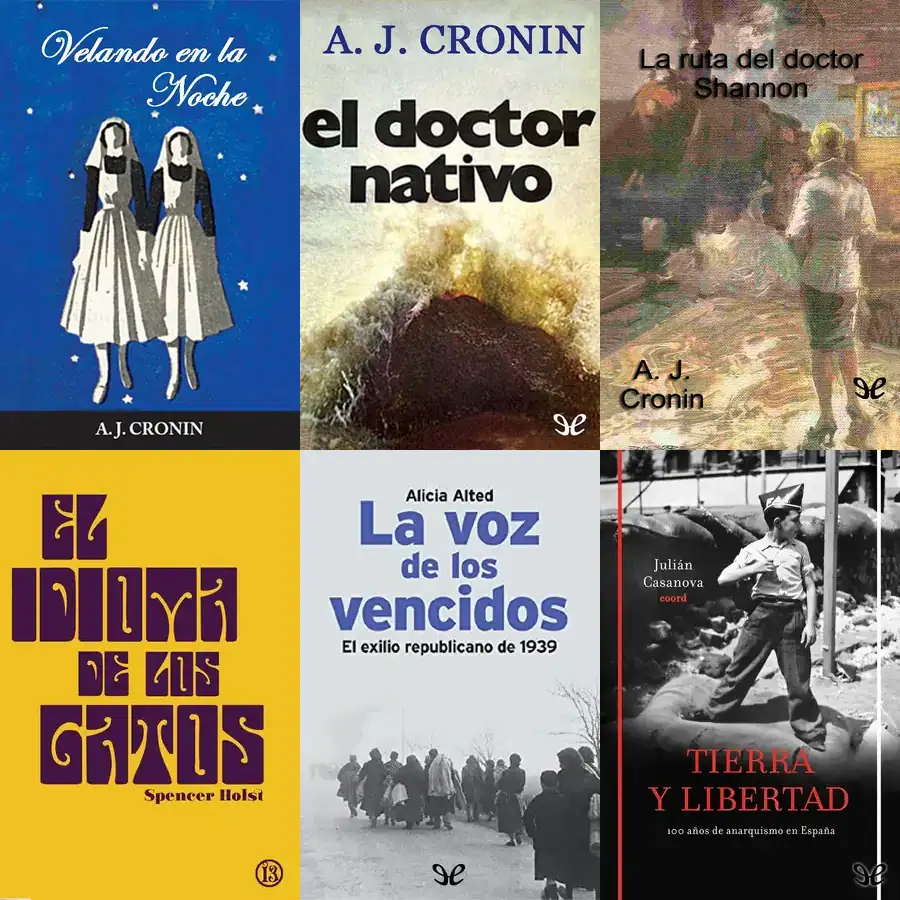 Velando en la
Noche
A.J. CRONIN
A. J. CRONIN
el doctor
nativo
La ruta del doctor
Shannon
A. J.
Cronin
EL
IDIOMA
DE LOS
GATOS
Spencer Holst
13
Alicia Alted
La voz
de los
vencidos
El exilio republicano de 1939
Julián
Casanova
coord
TIERRA
Y LIBERTAD
100 años de anarquismo en España